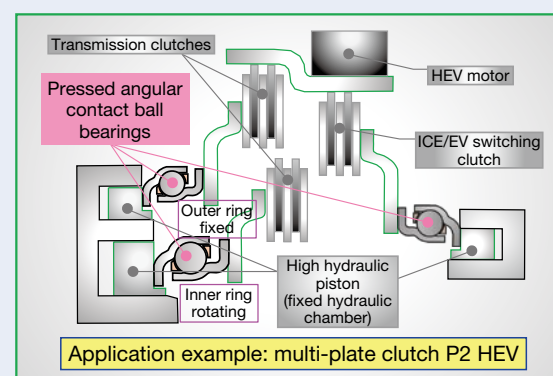 Transmission clutches
HEV motor
Pressed angular
contact ball
bearings
ICE/EV switching
clutch
Outer ring
fixed
High hydraulic
piston
(fixed hydraulic
chamber)
Inner ring
rotating
Application example: multi-plate clutch P2 HEV